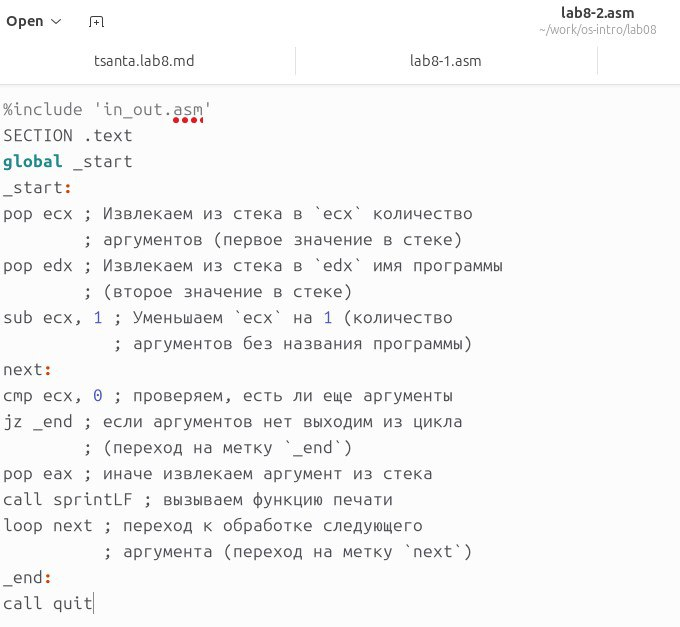 Open
lab8-2.asm
~/work/os-intro/lab08
tsanta.lab8.md
lab8-1.asm
%include 'in_out.asm'
SECTION .text
global _start
_start:
pop ecx ; Извлекаем из стека в `ecx` количество
; аргументов (первое значение в стеке)
pop edx ; Извлекаем из стека в `edx` имя программы
; (второе значение в стеке)
sub ecx, 1 ; Уменьшаем `ecx` на 1 (количество
; аргументов без названия программы)
next:
cmp ecx, 0 ; проверяем, есть ли еще аргументы
jz _end ; если аргументов нет выходим из цикла
; (переход на метку `_end`)
pop eax ; иначе извлекаем аргумент из стека
call sprintLF ; вызываем функцию печати
loop next ; переход к обработке следующего
; аргумента (переход на метку `next`)
_end:
call quit